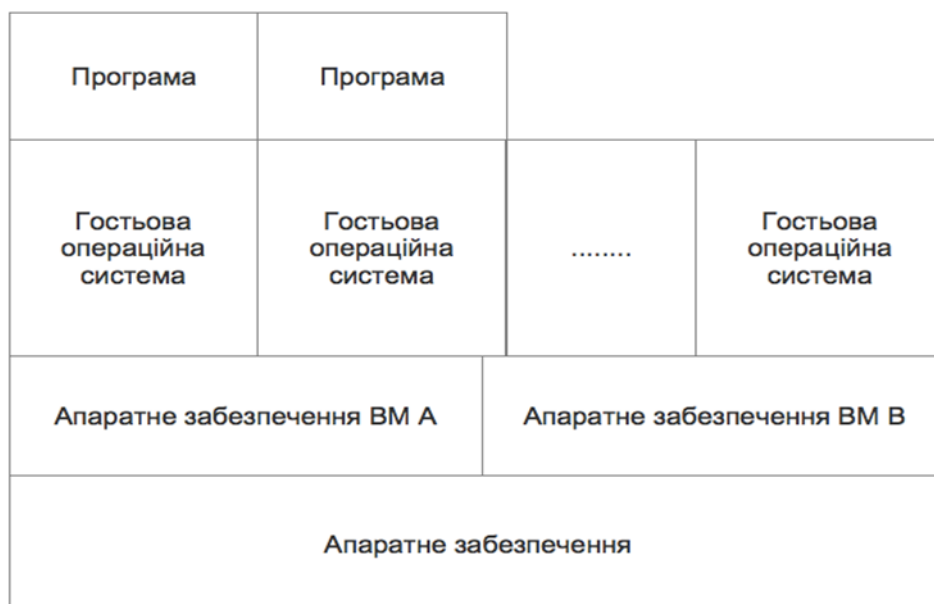 Програма
Програма
Гостьова
операційна
система
Гостьова
операційна
система
........
Гостьова
операційна
система
Апаратне забезпечення ВМ А
Апаратне забезпечення ВМ В
Апаратне забезпечення